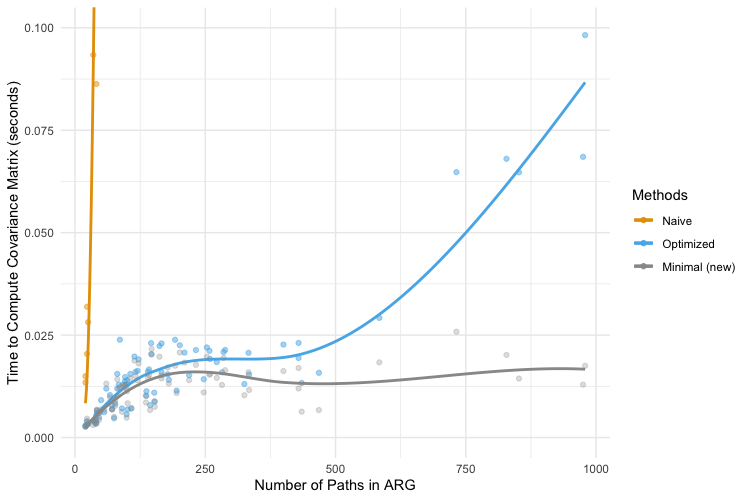 0.100
0.075
0.050
0.025
0.000
Time to Compute Covariance Matrix (seconds)
0
250
500
750
1000
Number of Paths in ARG
Methods
Naive
Optimized
Minimal (new)